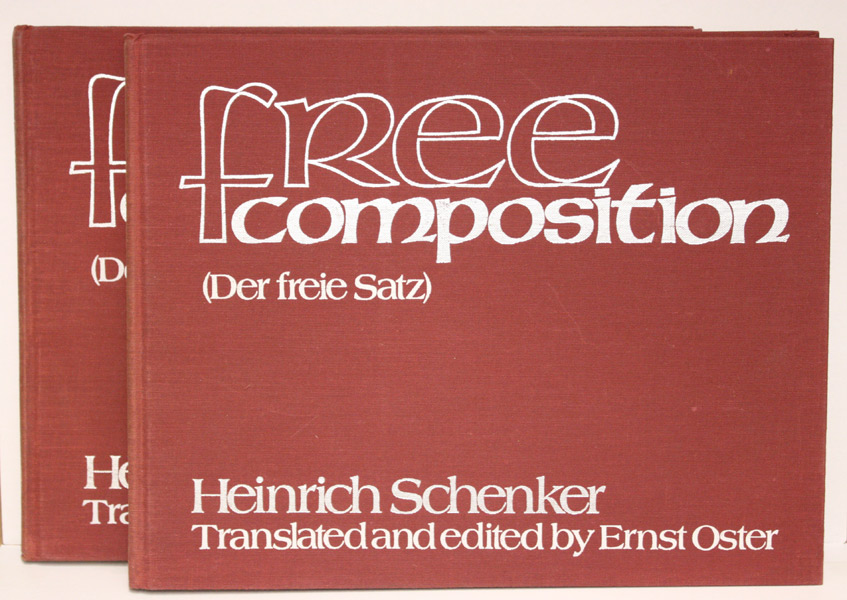 free
composition
(Der freie Satz)
Heinrich Schenker
Translated and edited by Ernst Oster